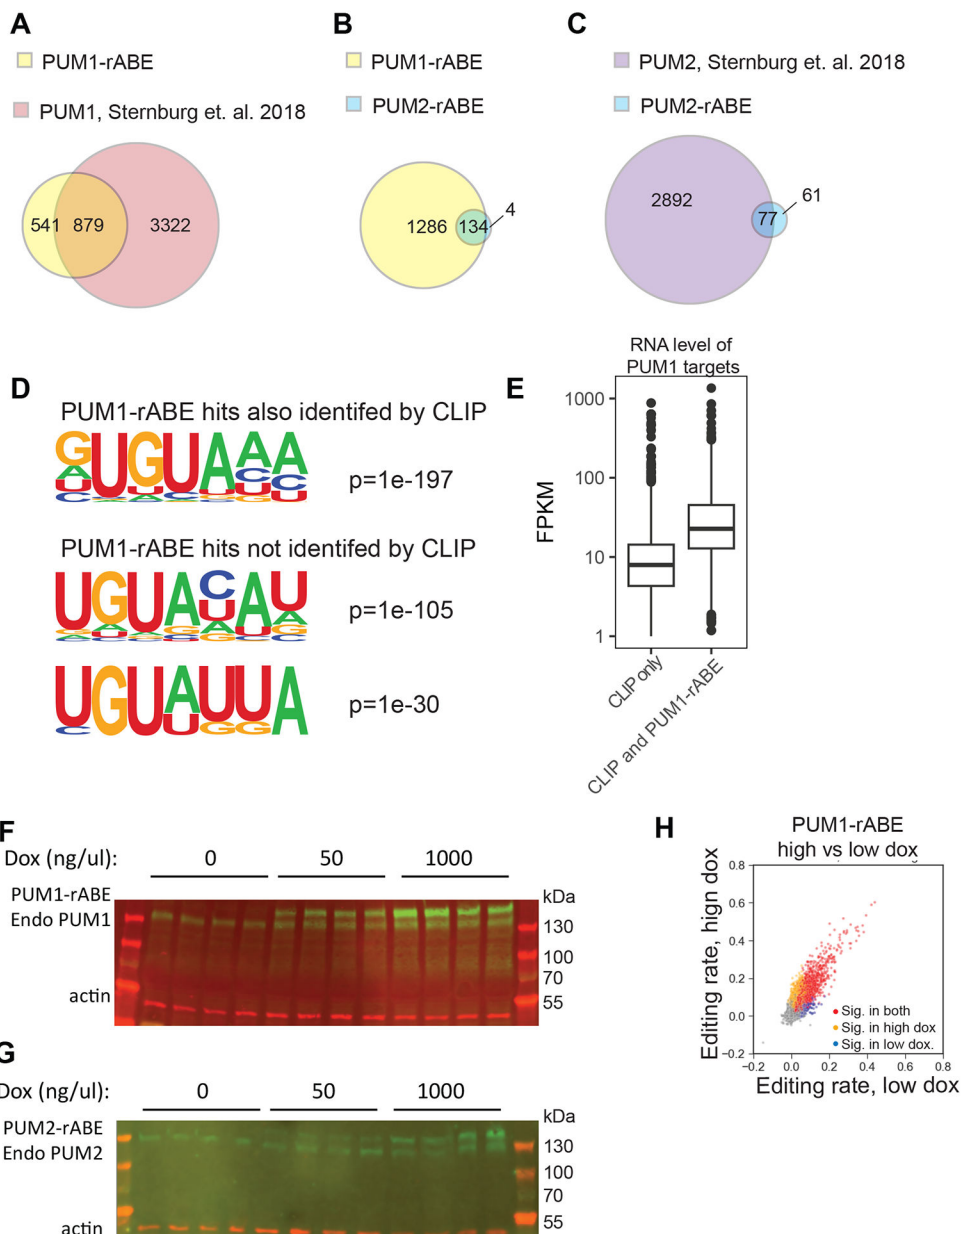 A
PUM1-rABE
PUM1, Sternburg et. al. 2018
541 879 3322
B
PUM1-rABE
PUM2-rABE
1286 134 4
C
PUM2, Sternburg et. al. 2018
PUM2-rABE
2892 77 61
D
PUM1-rABE hits also identifed by CLIP
GUGUAAA
p=1e-197
PUM1-rABE hits not identifed by CLIP
UGUACAU
p=1e-105
UGUAUUA
p=1e-30
E
RNA level of
PUM1 targets
FPKM
1000
100
10
1
CLIP only
CLIP and PUM1-rABE
F
Dox (ng/ul): 0 50 1000
PUM1-rABE
Endo PUM1
actin
kDa
130
100
70
55
G
Dox (ng/ul): 0 50 1000
PUM2-rABE
Endo PUM2
actin
kDa
130
100
70
55
H
PUM1-rABE
high vs low dox
Editing rate, hign dox
0.8
0.6
0.4
0.2
0.0
−0.2
Sig. in both
Sig. in high dox
Sig. in low dox.
−0.2 0.0 0.2 0.4 0.6 0.8
Editing rate, low dox